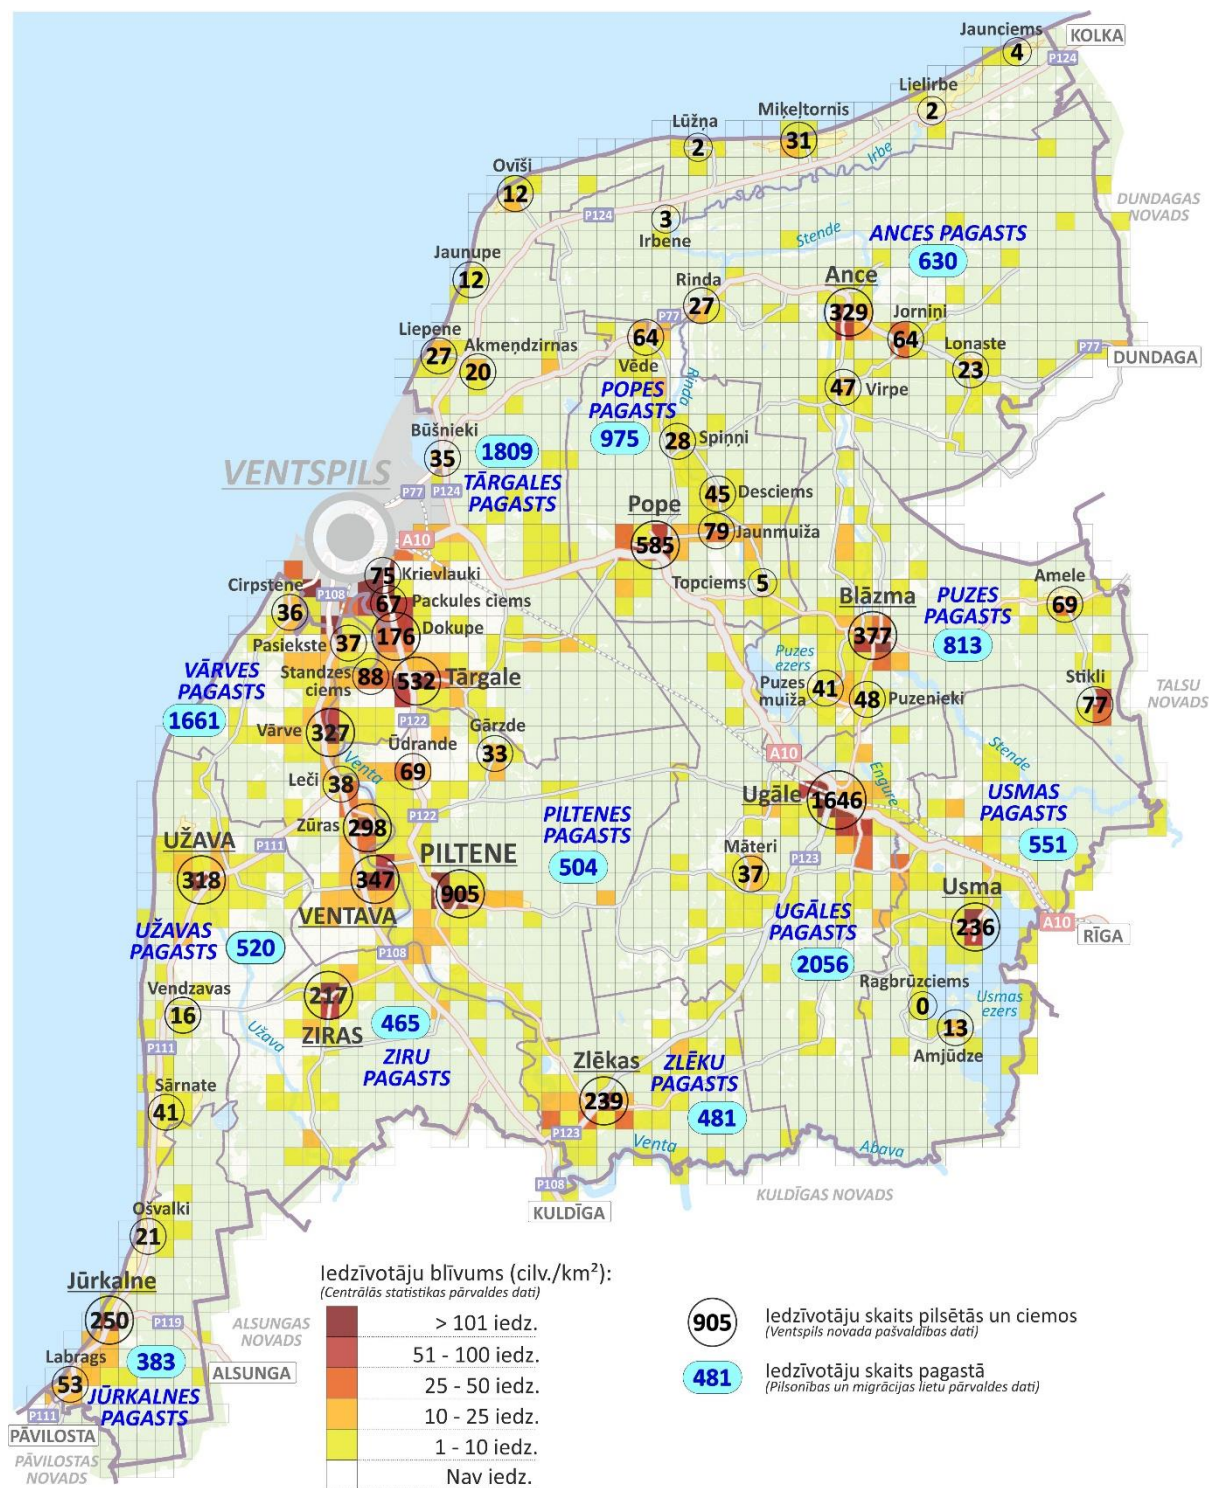 Jaunciems
4
KOLKA
P124
Lielirbe
2
Miķeļtornis
31
Lūžņa
2
Irbe
Ovīši
12
P124
3
Irbene
Stende
DUNDAGAS
NOVADS
ANCES PAGASTS
630
Jaunupe
12
Rinda
27
Ance
329
Jorniņi
64
P77
Liepene
27
Akmeņdzirnas
20
64
Vēde
Lonaste
23
P77
DUNDAGA
47
Virpe
POPES
PAGASTS
975
Rinda
Būšnieki
35
1809
TĀRGALES
PAGASTS
28
Spiņņi
VENTSPILS
P77
P124
45
Desciems
Pope
585
79
Jaunmuiža
A10
75
Krievlauki
Topciems
5
Cirpstene
36
P108
67
Packules ciems
Amele
69
Blāzma
377
PUZES
PAGASTS
813
176
Dokupe
Pasiekste
37
Puzes
ezers
VĀRVES
PAGASTS
1661
Standzes
ciems
88
532
Tārgale
Puzes
muiža
41
48
Puzenieki
Stikli
77
TALSU
NOVADS
P122
Vārve
327
Gārzde
33
Ūdrande
69
A10
Stende
Venta
Leči
38
Engure
Ugāle
1646
USMAS
PAGASTS
551
PILTENES
PAGASTS
504
Zūras
298
P122
UŽAVA
318
P111
PILTENE
905
Māteri
37
P123
347
VENTAVA
Usma
236
UGĀLES
PAGASTS
2056
A10
RĪGA
UŽAVAS
PAGASTS
520
P108
Vendzavas
16
217
ZIRAS
Ragbrūzciems
0
Usmas
ezers
13
Amjūdze
465
ZIRU
PAGASTS
Užava
P111
Zlēkas
239
ZLĒKU
PAGASTS
481
Sārnate
41
P123
Venta
Abava
P108
KULDĪGA
KULDĪGAS NOVADS
Ošvalki
21
Jūrkalne
250
P119
ALSUNGAS
NOVADS
383
ALSUNGA
Labrags
53
JŪRKALNES
PAGASTS
P111
PĀVILOSTA
PĀVILOSTAS
NOVADS
Iedzīvotāju blīvums (cilv./km²):
(Centrālās statistikas pārvaldes dati)
> 101 iedz.
51 - 100 iedz.
25 - 50 iedz.
10 - 25 iedz.
1 - 10 iedz.
Nav iedz.
905
Iedzīvotāju skaits pilsētās un ciemos
(Ventspils novada pašvaldības dati)
481
Iedzīvotāju skaits pagastā
(Pilsonības un migrācijas lietu pārvaldes dati)